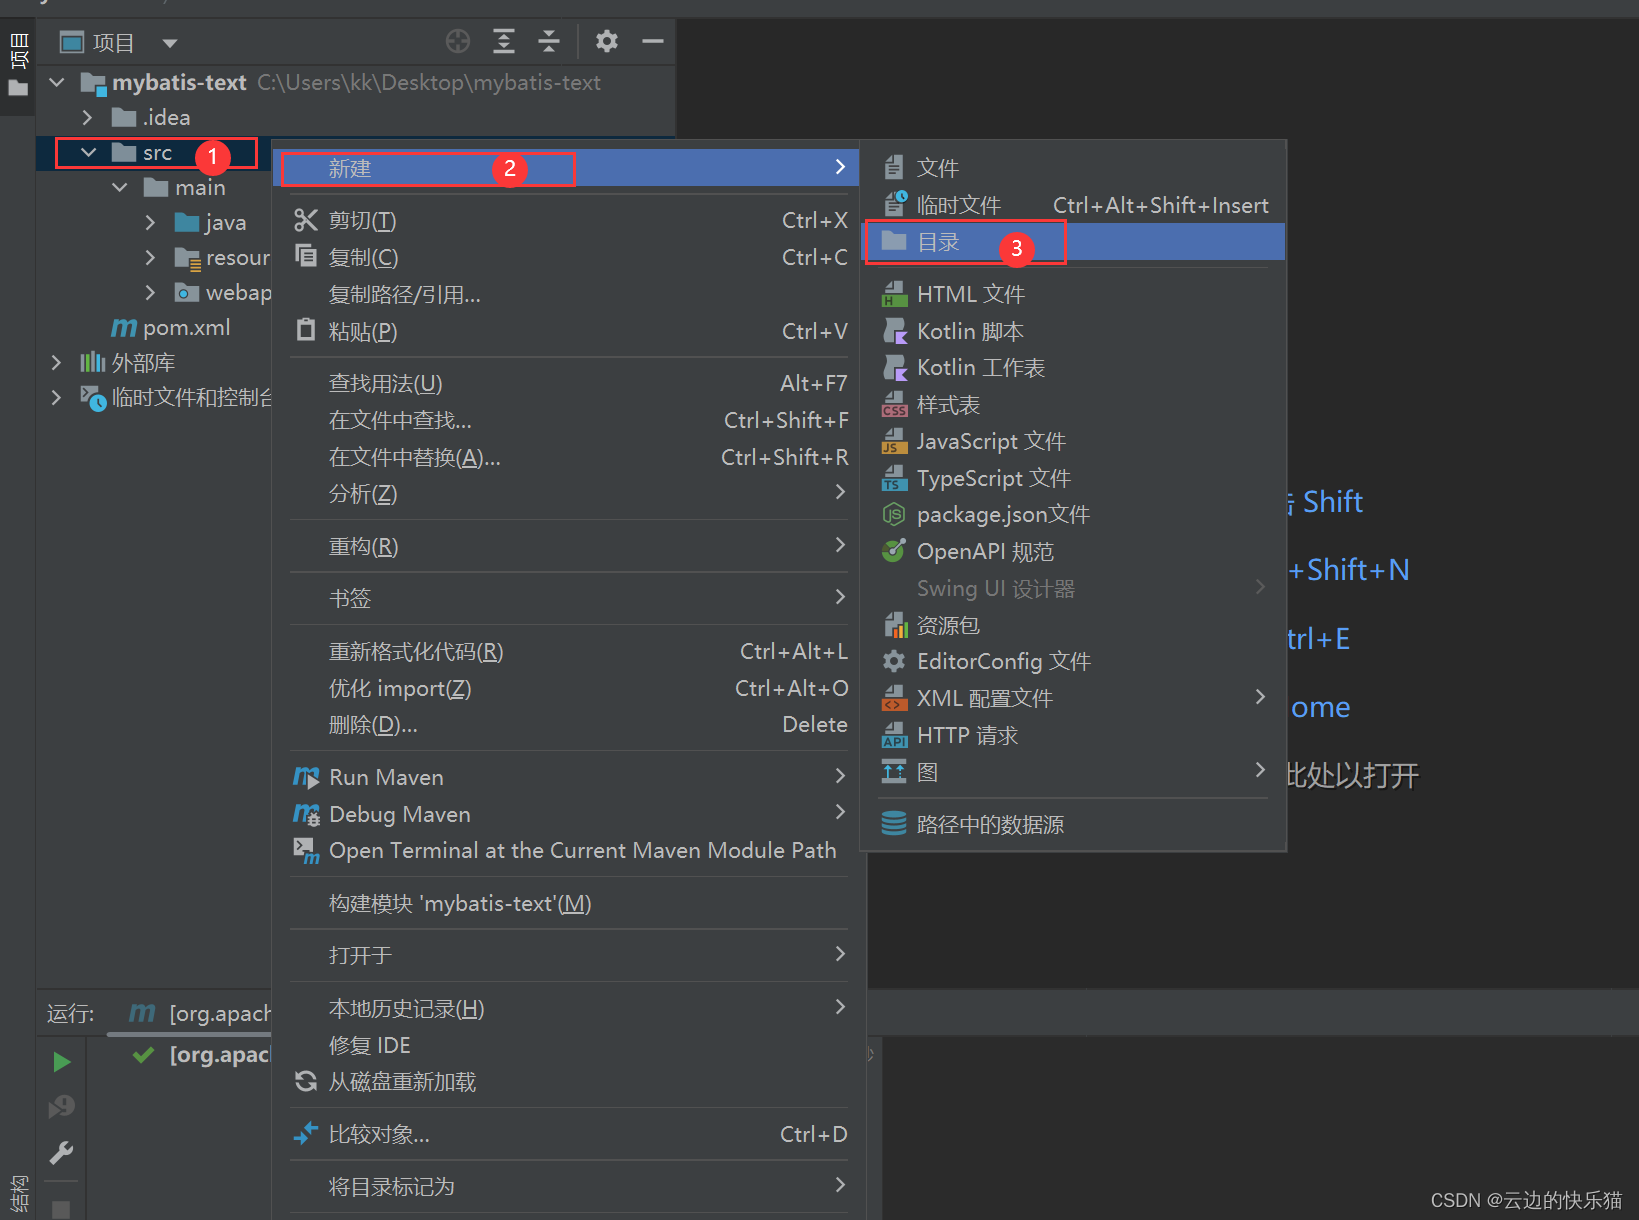 项目
项目
mybatis-text C:\Users\kk\Desktop\mybatis-text
.idea
src 1
main
java
resour
webap
pom.xml
外部库
临时文件和控制台
新建 2
剪切(T) Ctrl+X
复制(C) Ctrl+C
复制路径/引用...
粘贴(P) Ctrl+V
查找用法(U) Alt+F7
在文件中查找... Ctrl+Shift+F
在文件中替换(A)... Ctrl+Shift+R
分析(Z)
重构(R)
书签
重新格式化代码(R) Ctrl+Alt+L
优化 import(Z) Ctrl+Alt+O
删除(D)... Delete
Run Maven
Debug Maven
Open Terminal at the Current Maven Module Path
构建模块 'mybatis-text'(M)
打开于
本地历史记录(H)
修复 IDE
从磁盘重新加载
比较对象... Ctrl+D
将目录标记为
文件
临时文件 Ctrl+Alt+Shift+Insert
目录 3
HTML 文件
Kotlin 脚本
Kotlin 工作表
样式表
JavaScript 文件
TypeScript 文件
package.json文件
OpenAPI 规范
Swing UI 设计器
资源包
EditorConfig 文件
XML 配置文件
HTTP 请求
图
路径中的数据源
Shift
+Shift+N
trl+E
ome
此处以打开
运行: [org.apach
[org.apac
结构
CSDN @云边的快乐猫